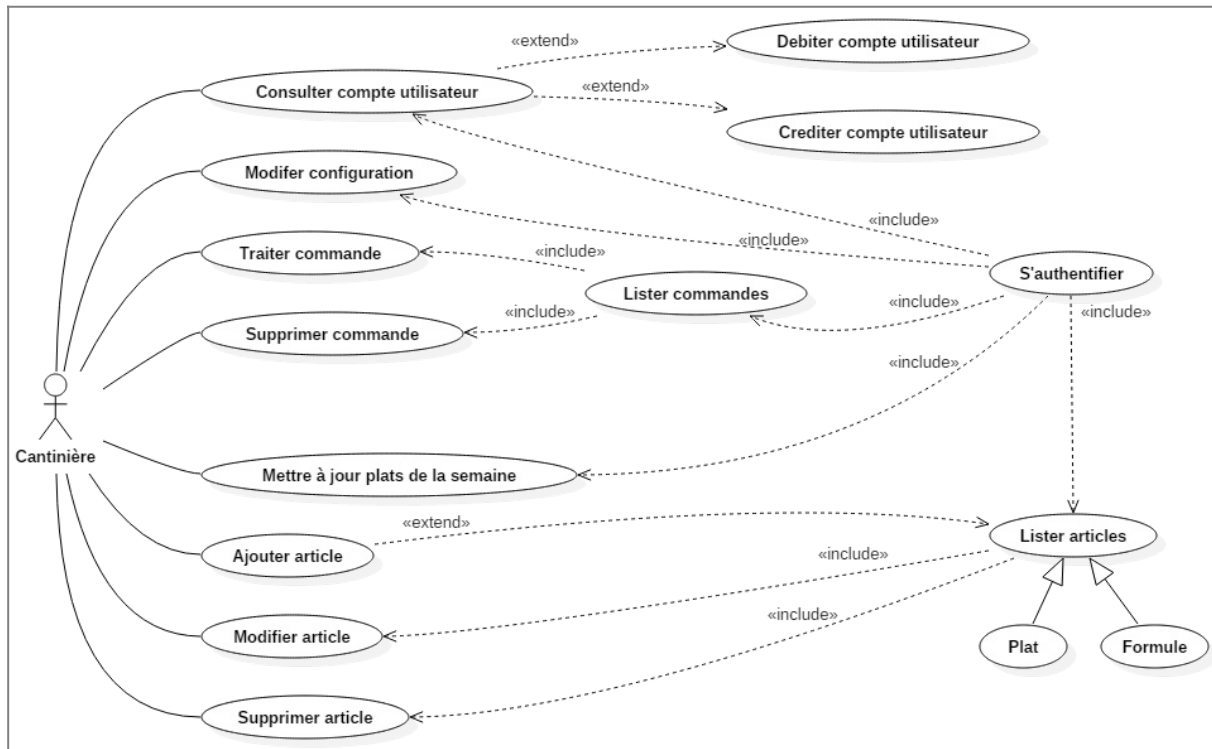 «extend»
Debiter compte utilisateur
Consulter compte utilisateur
«extend»
Crediter compte utilisateur
Modifer configuration
«include»
«include»
Traiter commande
«include»
S'authentifier
Lister commandes
«include»
«include»
«include»
Supprimer commande
«include»
Cantinière
Mettre à jour plats de la semaine
«extend»
Lister articles
Ajouter article
«include»
«include»
Modifier article
Plat
Formule
Supprimer article